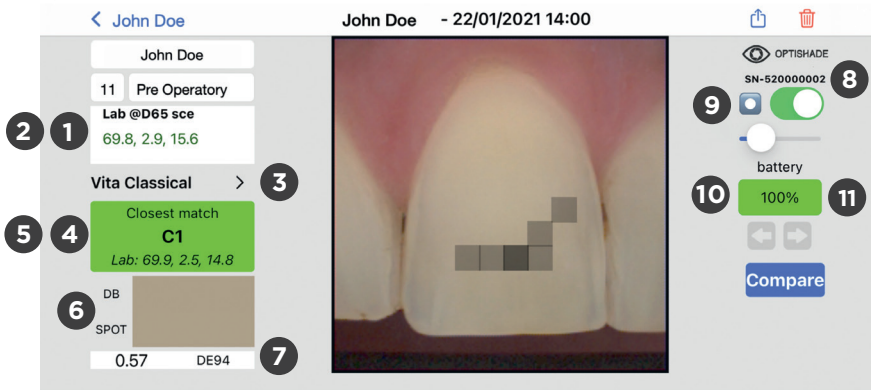 John Doe
John Doe - 22/01/2021 14:00
John Doe
11 Pre Operatory
Lab @D65 sce
69.8, 2.9, 15.6
2 1
Vita Classical >
3
Closest match
C1
Lab: 69.9, 2.5, 14.8
5 4
DB
6
SPOT
0.57 DE94
7
OPTISHADE
SN-520000002
8
9
battery
10
100%
11
Compare